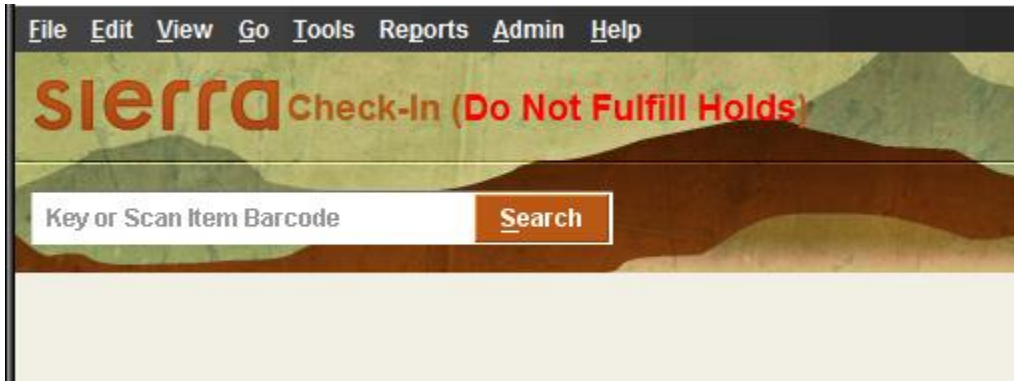 File Edit View Go Tools Reports Admin Help
sierra Check-In (Do Not Fulfill Holds)
Key or Scan Item Barcode Search